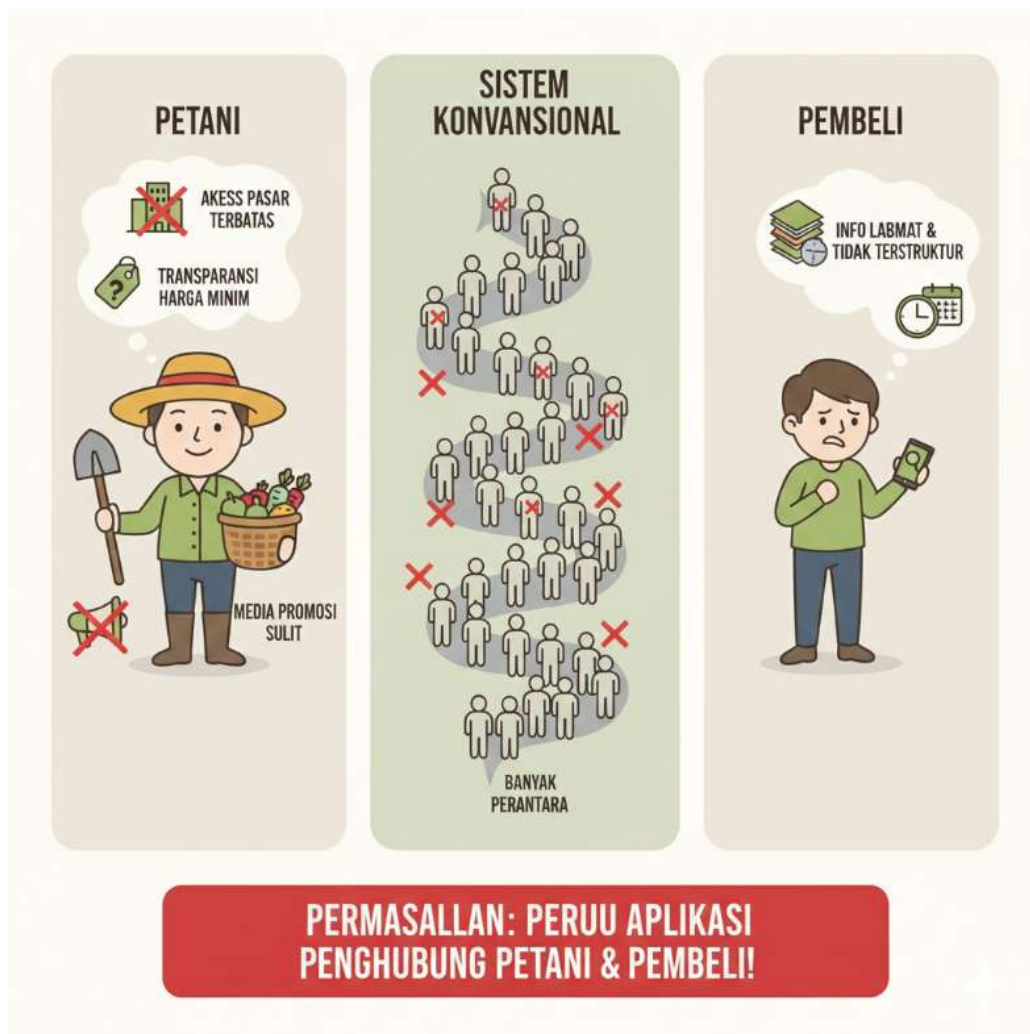 PETANI
AKESS PASAR
TERBATAS
TRANSPARANSI
HARGA MINIM
?
MEDIA PROMOSI
SULIT
SISTEM
KONVANSIONAL
BANYAK
PERANTARA
PEMBELI
INFO LABMAT &
TIDAK TERSTRUKTUR
PERMASALLAN: PERUU APLIKASI
PENGHUBUNG PETANI & PEMBELI!